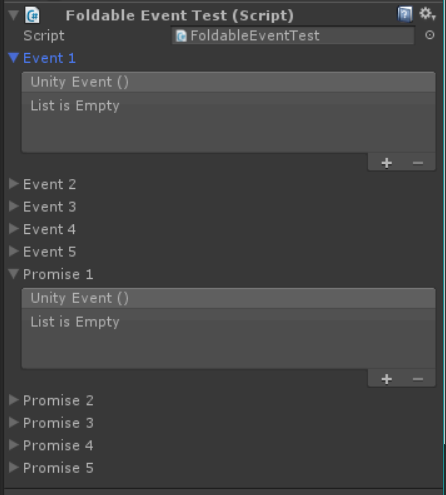 Foldable Event Test (Script)
Script FoldableEventTest
Event 1
Unity Event ()
List is Empty
+ −
Event 2
Event 3
Event 4
Event 5
Promise 1
Unity Event ()
List is Empty
+ −
Promise 2
Promise 3
Promise 4
Promise 5